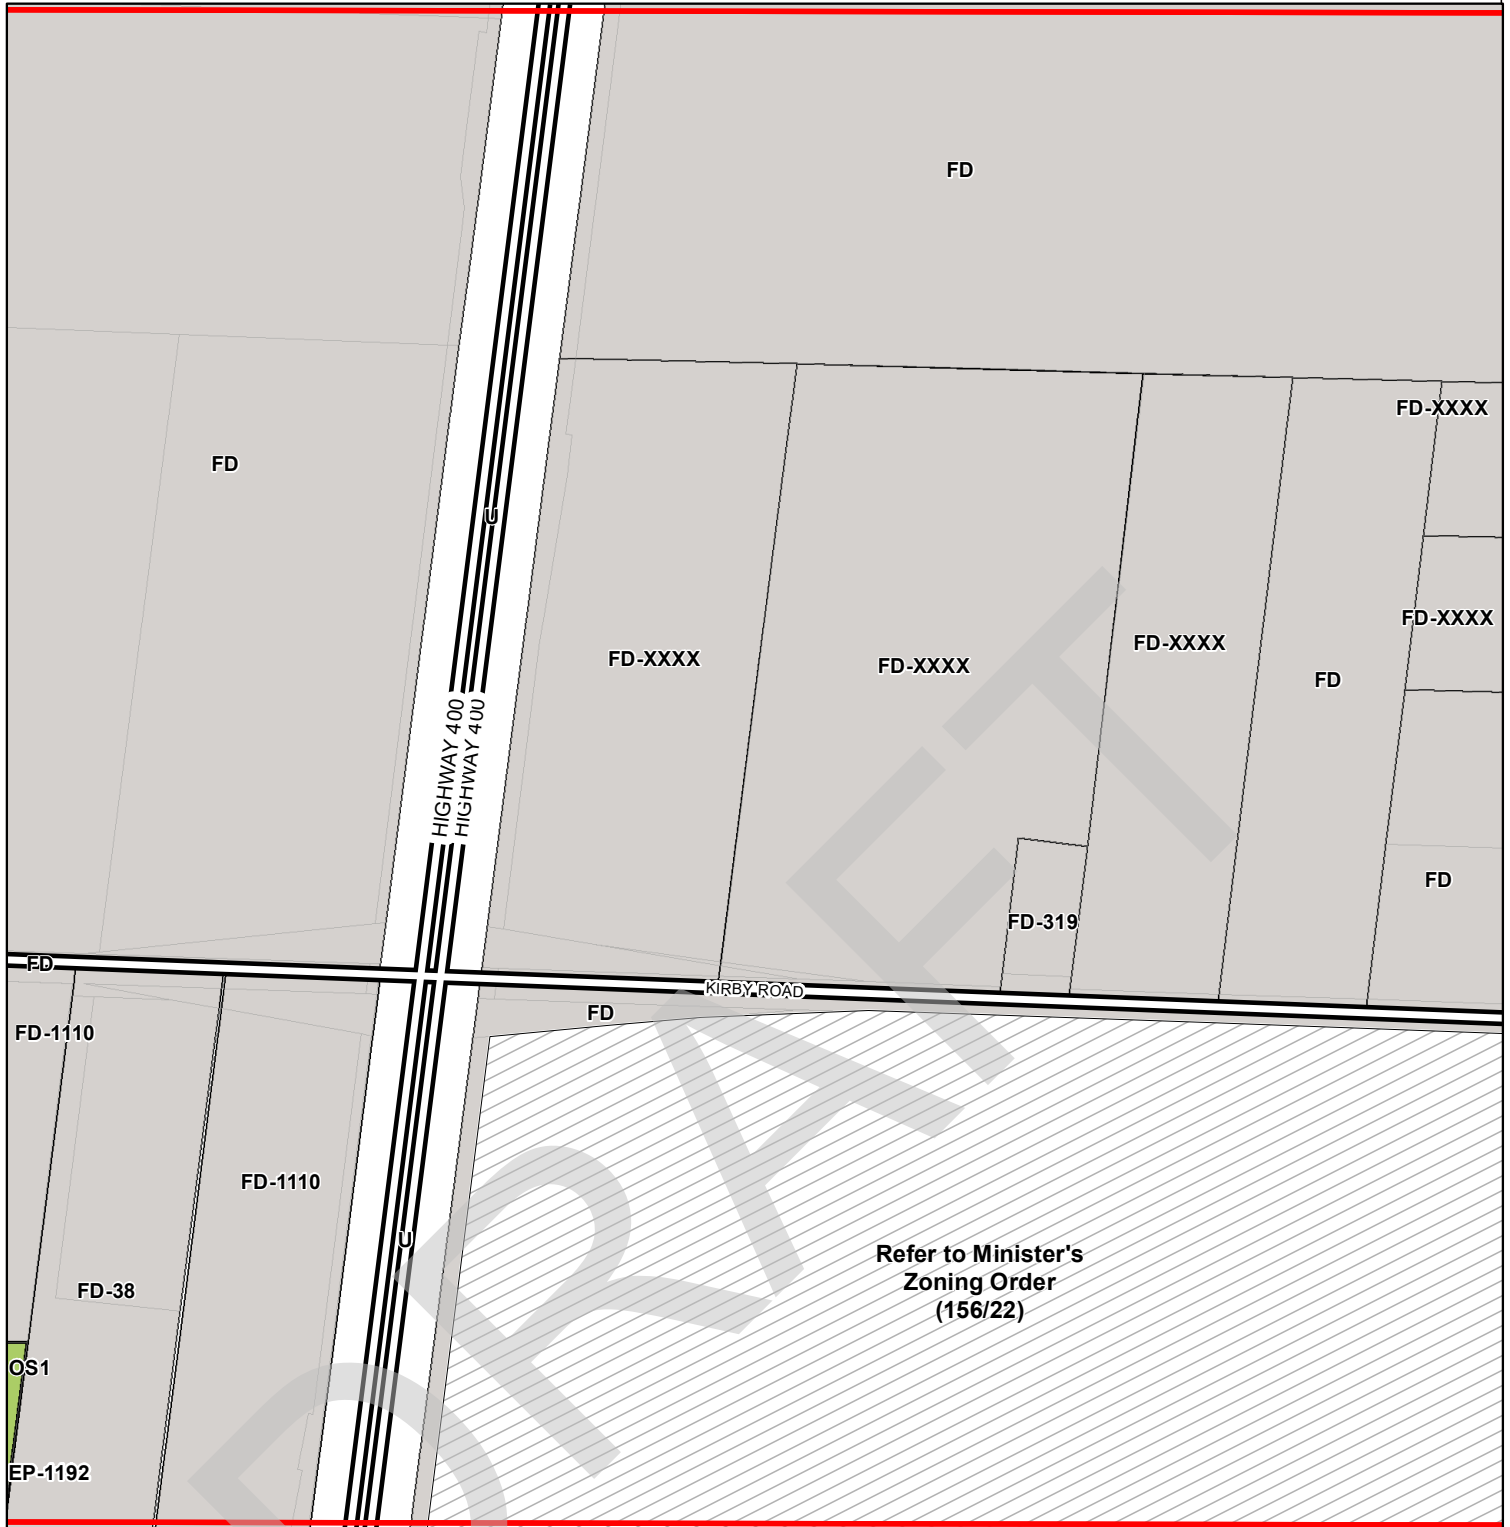 FD
FD-XXXX
FD
U
FD-XXXX
FD-XXXX
FD-XXXX
FD-XXXX
FD
HIGHWAY 400
HIGHWAY 400
FD
FD-319
FD
KIRBY ROAD
FD
FD-1110
FD-1110
U
Refer to Minister's
Zoning Order
(156/22)
FD-38
OS1
EP-1192
DRAFT